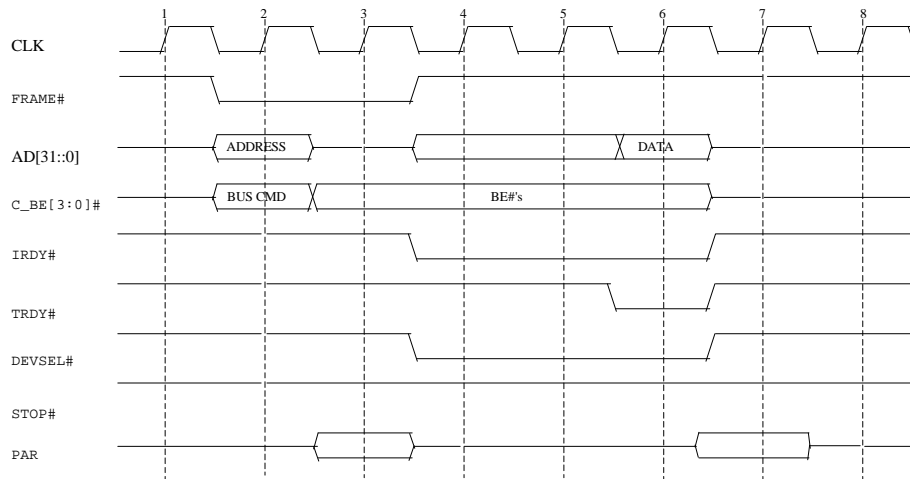 1 2 3 4 5 6 7 8
CLK
FRAME#
AD[31::0] ADDRESS DATA
C_BE[3:0]# BUS CMD BE#'s
IRDY#
TRDY#
DEVSEL#
STOP#
PAR